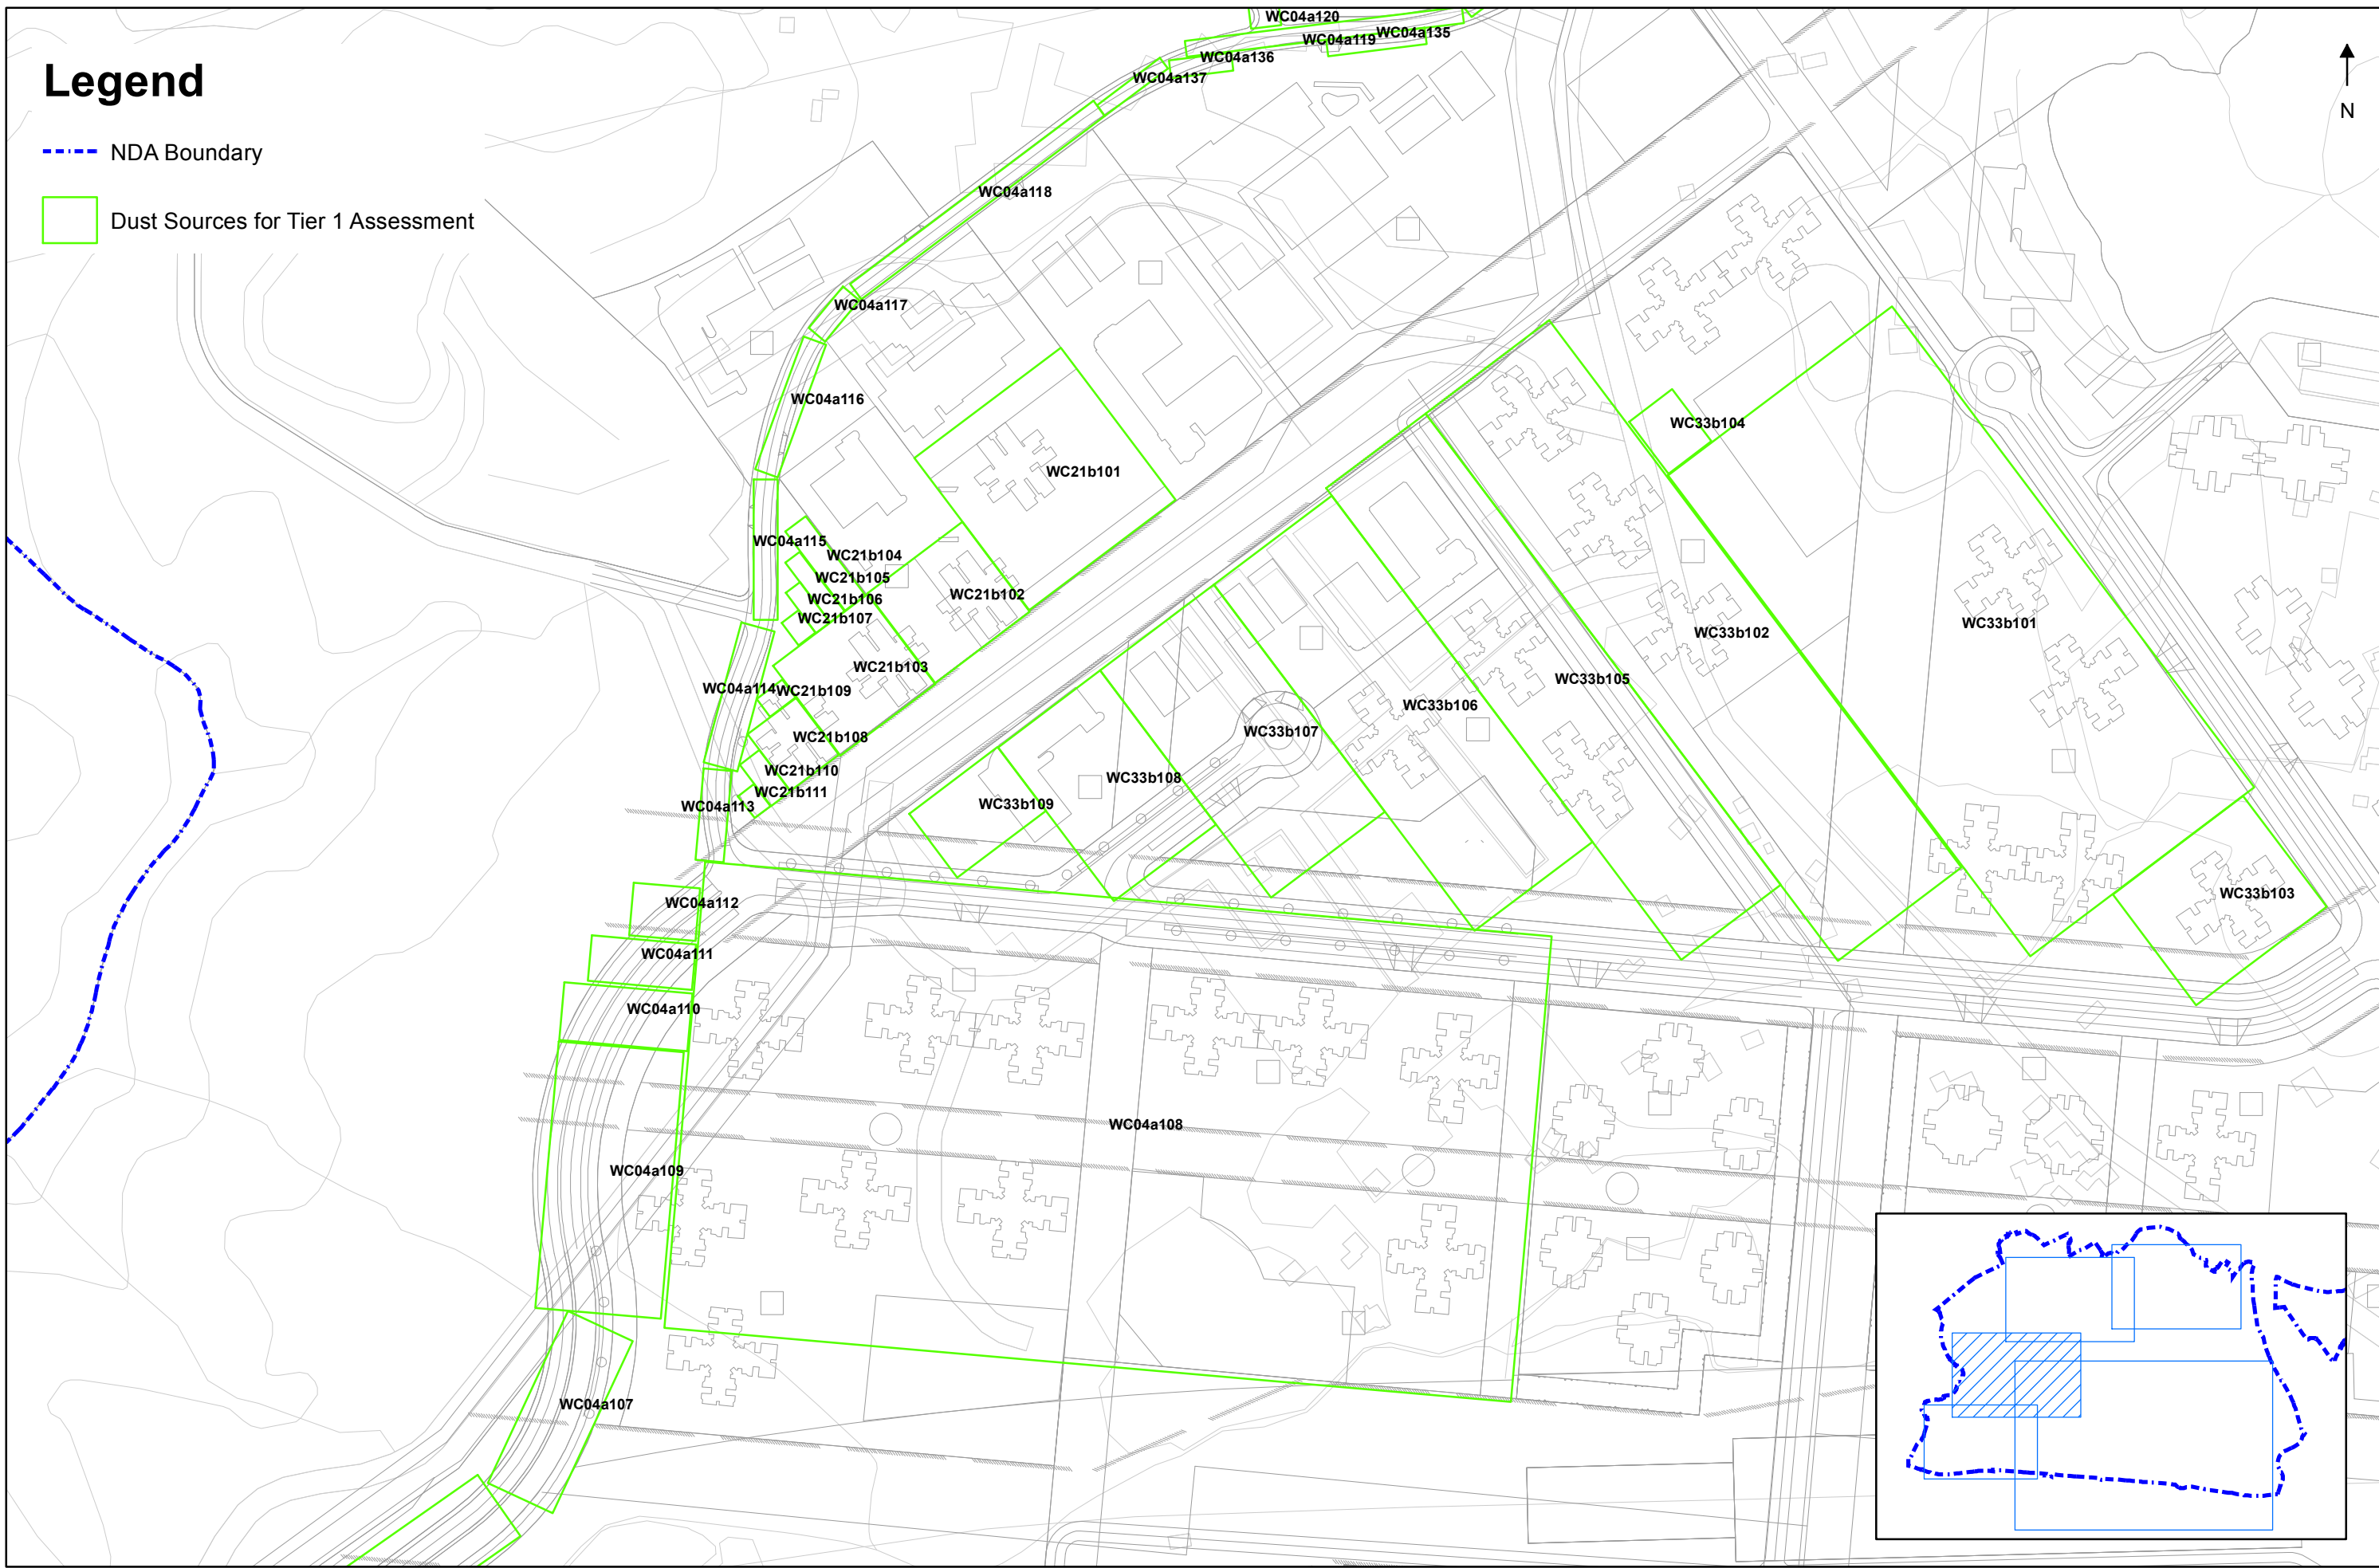 WC04a120
WC04a119
WC04a135
WC04a136
WC04a137
Legend
N
NDA Boundary
WC04a118
Dust Sources for Tier 1 Assessment
WC04a117
WC04a116
WC33b104
WC21b101
WC04a115
WC21b104
WC21b105
WC21b102
WC21b106
WC21b107
WC33b101
WC33b102
WC21b103
WC33b105
WC04a114
WC21b109
WC33b106
WC33b107
WC21b108
WC21b110
WC33b108
WC21b111
WC33b109
WC04a113
WC33b103
WC04a112
WC04a111
WC04a110
WC04a108
WC04a109
WC04a107